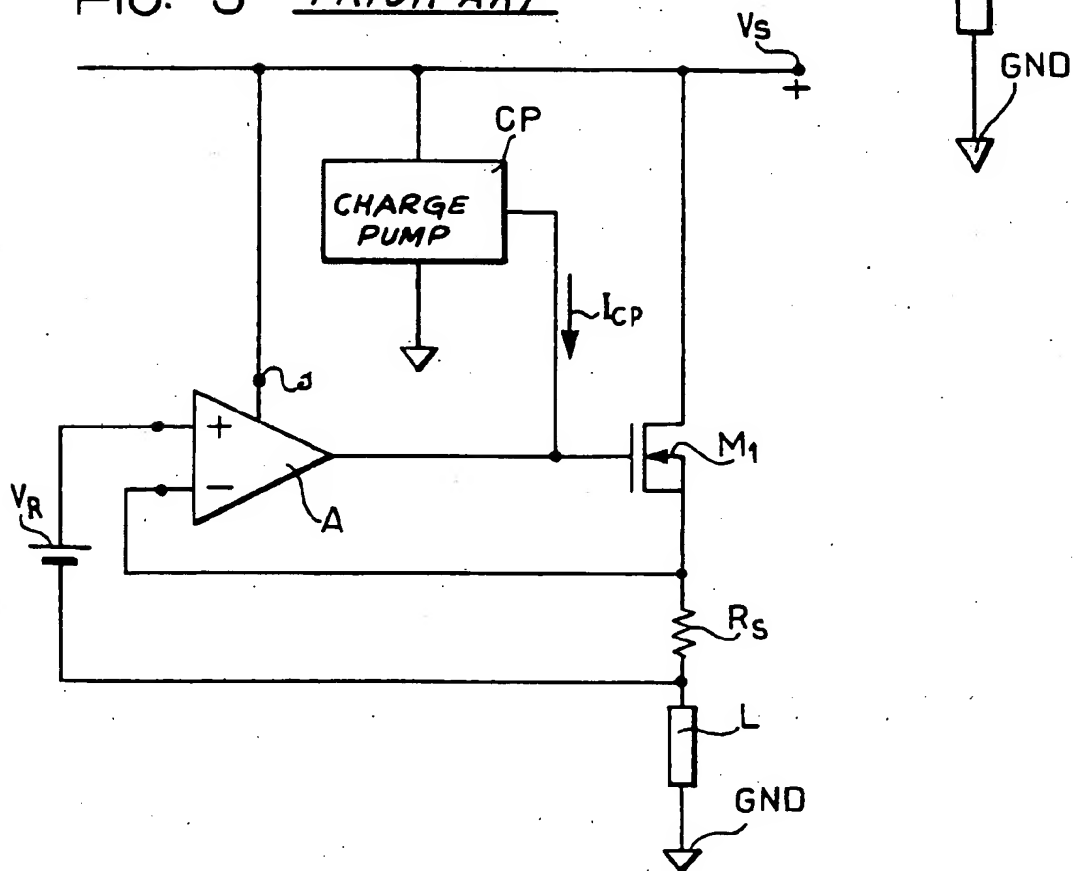 FIG. 3 PRIOR ART
Vs
+
GND
CP
CHARGE
PUMP
ICP
+
M1
−
VR
A
RS
L
GND